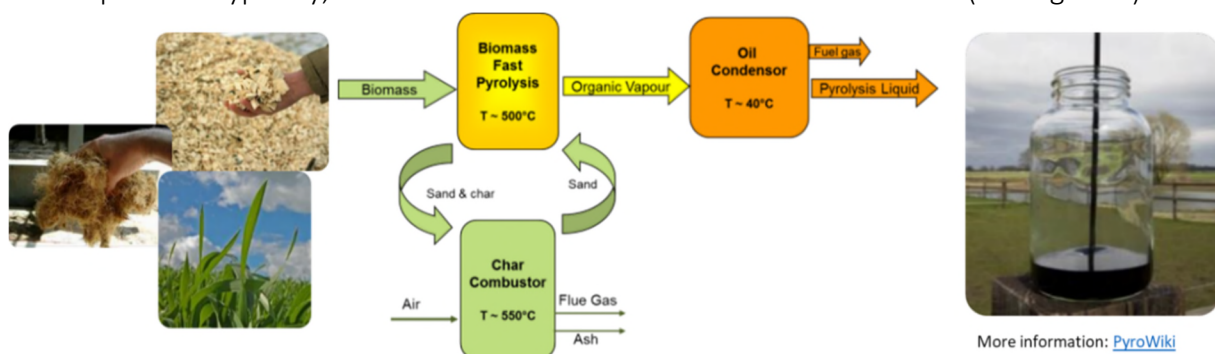 Biomass
Biomass
Fast
Pyrolysis
T ~ 500°C
Organic Vapour
Oil
Condensor
T ~ 40°C
Fuel gas
Pyrolysis Liquid
Sand & char
Sand
Char
Combustor
T ~ 550°C
Air
Flue Gas
Ash
More information: PyroWiki